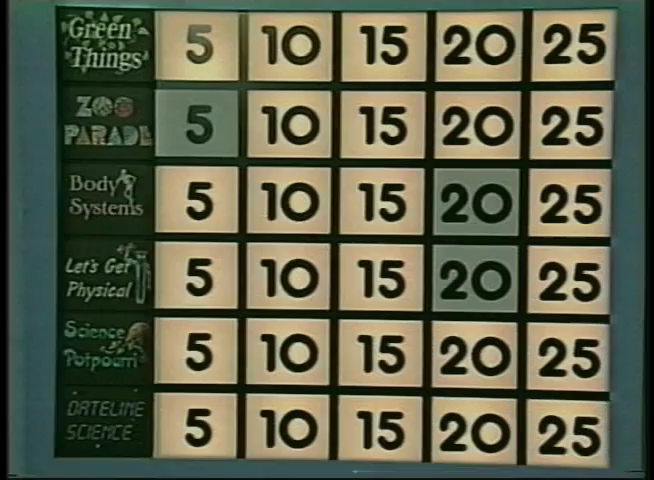 Green
Things
5 10 15 20 25
ZOO
PARADE
5 10 15 20 25
Body
Systems
5 10 15 20 25
Let's Get
Physical
5 10 15 20 25
Science
Potpourri
5 10 15 20 25
DATELINE
SCIENCE
5 10 15 20 25